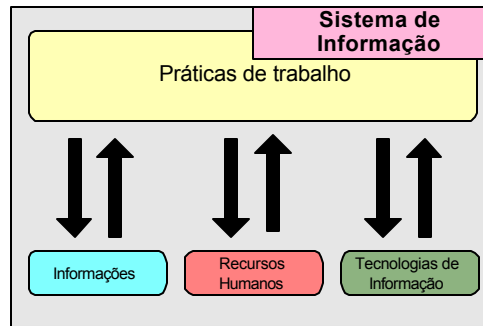 Sistema de
Informação
Práticas de trabalho
Informações
Recursos
Humanos
Tecnologias de
Informação